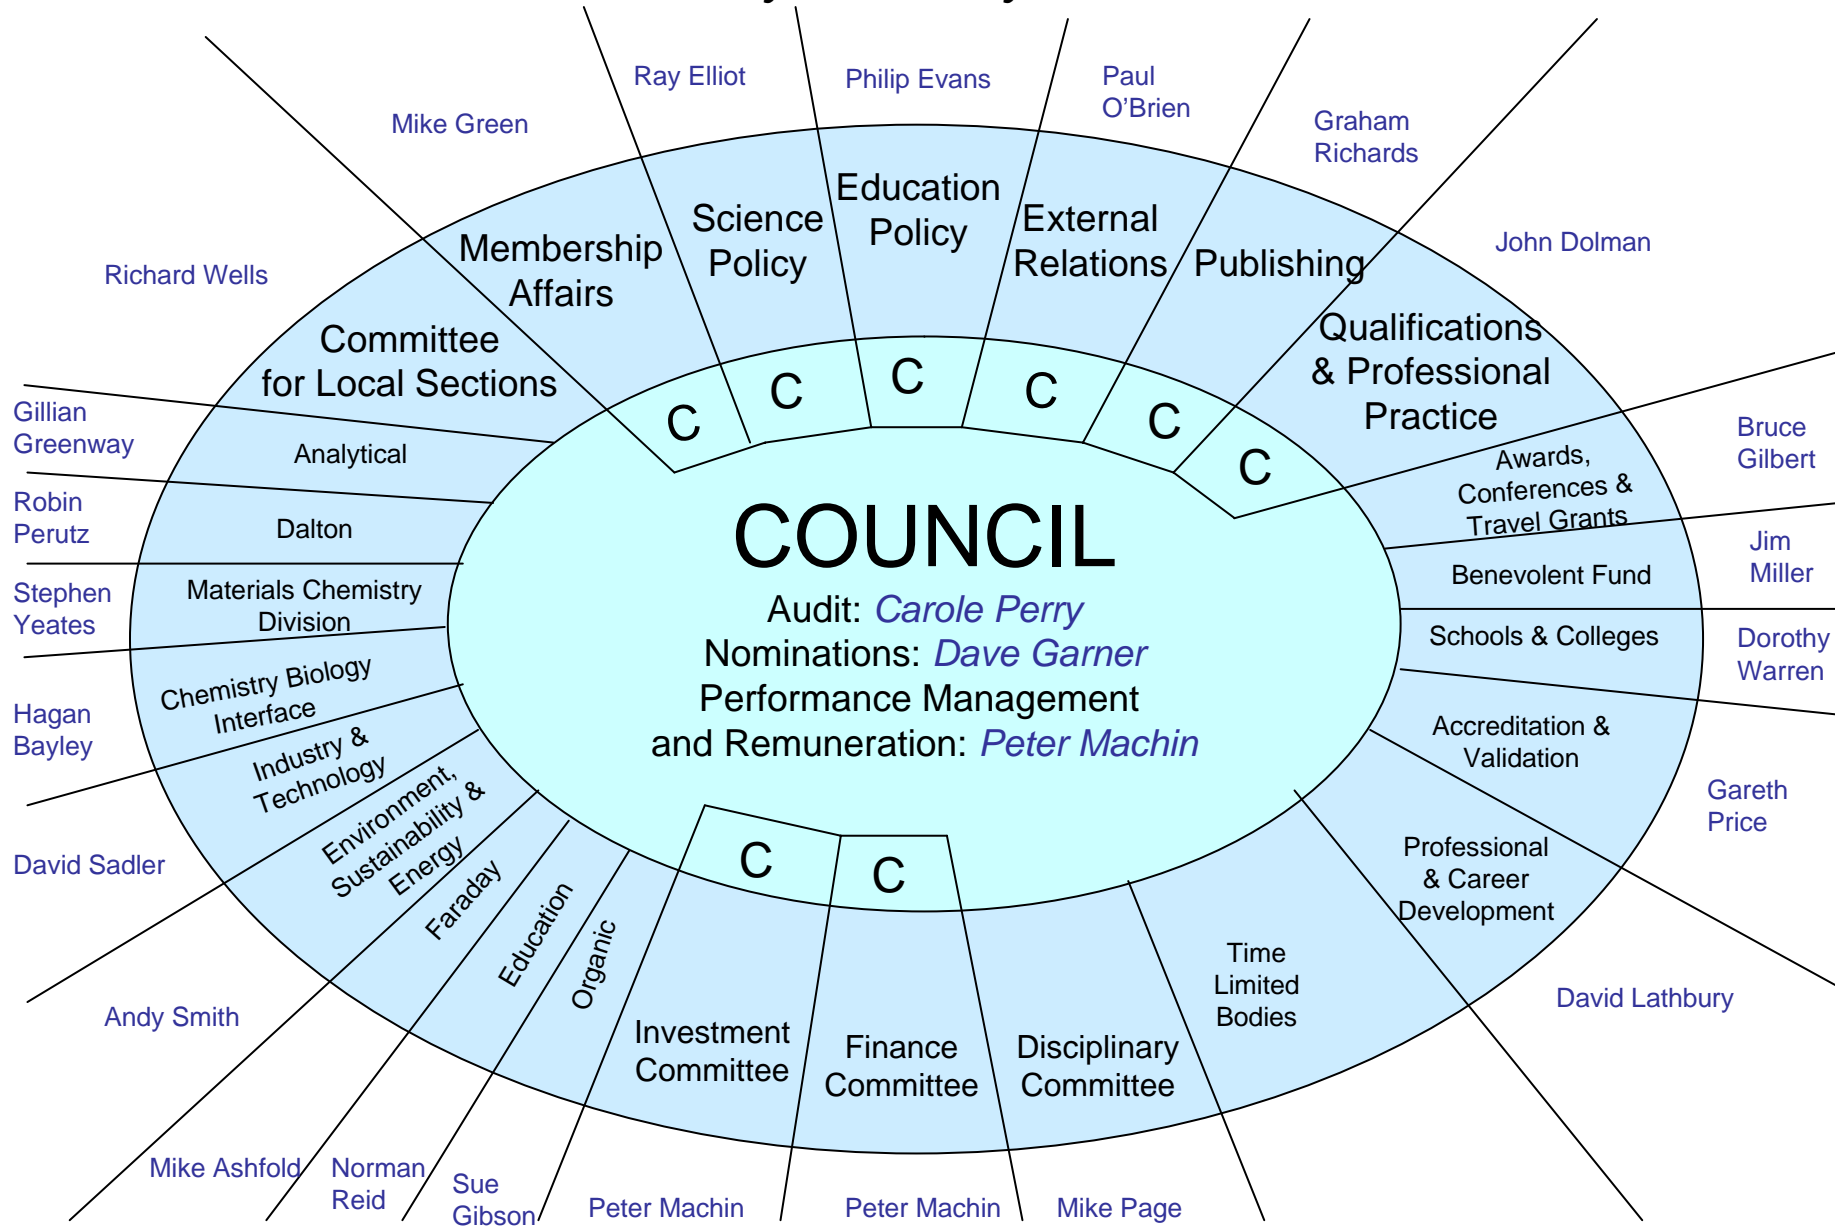 Ray Elliot
Philip Evans
Paul
O'Brien
Mike Green
Graham
Richards
Education
Policy
Science
Policy
External
Relations
Membership
Affairs
Publishing
John Dolman
Richard Wells
Committee
for Local Sections
Qualifications
& Professional
Practice
C
C
C
C
C
C
Gillian
Greenway
Analytical
Awards,
Conferences &
Travel Grants
Bruce
Gilbert
Robin
Perutz
Dalton
COUNCIL
Audit: Carole Perry
Nominations: Dave Garner
Performance Management
and Remuneration: Peter Machin
Benevolent Fund
Jim
Miller
Stephen
Yeates
Materials Chemistry
Division
Schools & Colleges
Dorothy
Warren
Hagan
Bayley
Chemistry Biology
Interface
Accreditation &
Validation
Gareth
Price
Industry &
Technology
David Sadler
Environment,
Sustainability &
Energy
C
C
Professional
& Career
Development
Andy Smith
Faraday
Education
Organic
Time
Limited
Bodies
David Lathbury
Investment
Committee
Finance
Committee
Disciplinary
Committee
Mike Ashfold
Norman
Reid
Sue
Gibson
Peter Machin
Peter Machin
Mike Page